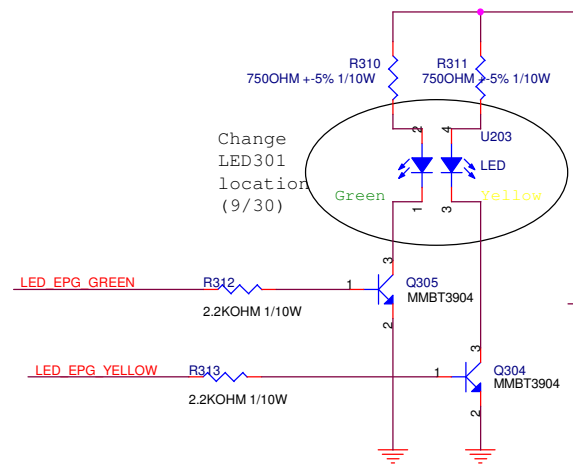 R310
750OHM +-5% 1/10W
R311
750OHM +-5% 1/10W
Change
LED301
location
(9/30)
2
4
U203
LED
Green
Yellow
1
3
LED_EPG_GREEN
R312
2.2KOHM 1/10W
1
3
2
Q305
MMBT3904
LED_EPG_YELLOW
R313
2.2KOHM 1/10W
1
3
2
Q304
MMBT3904